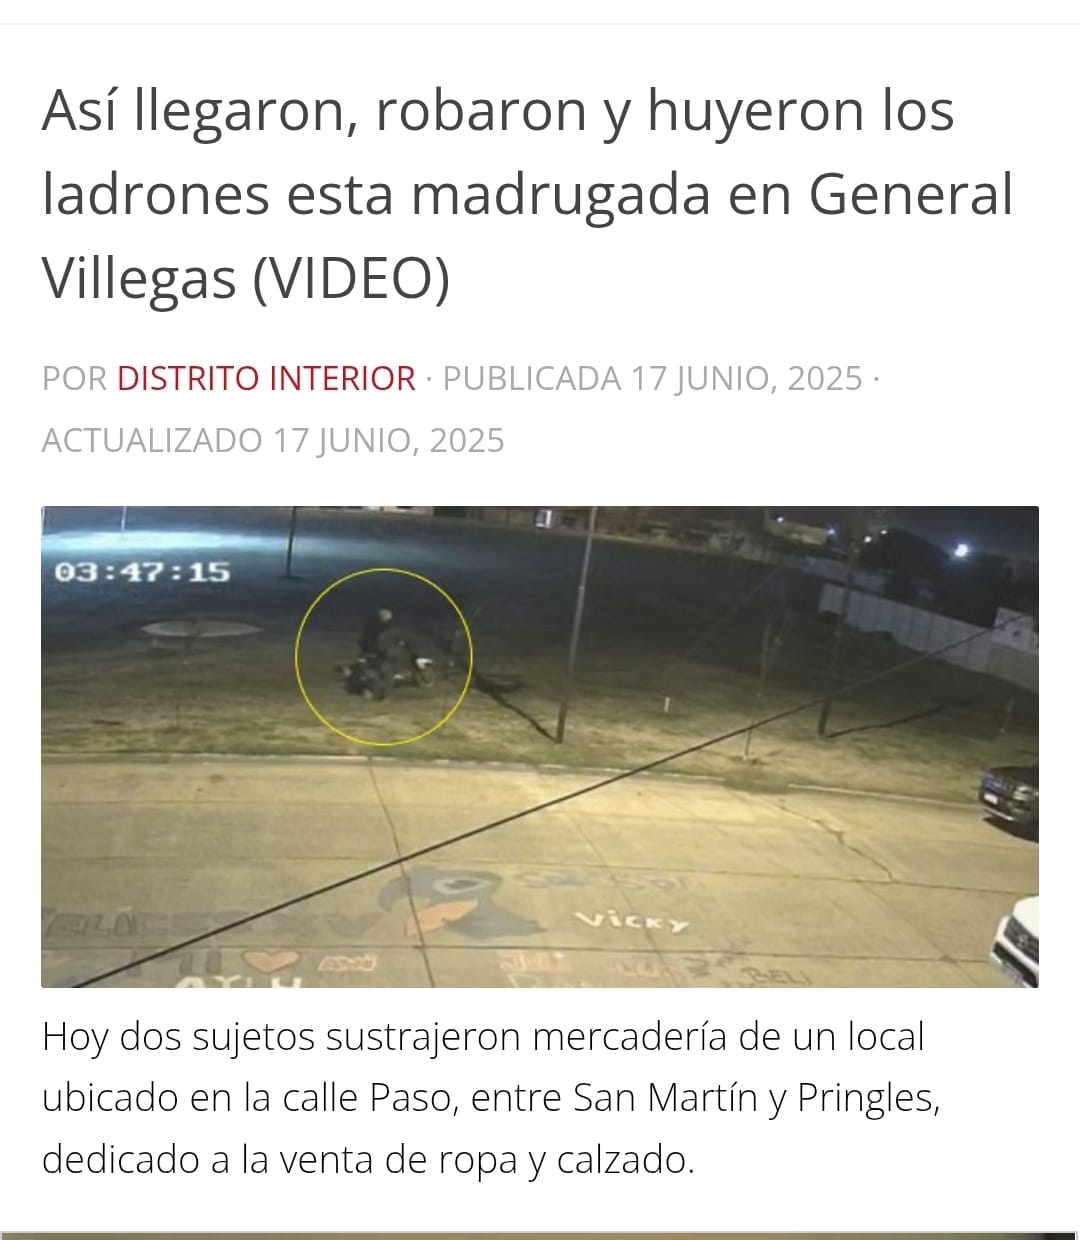 Así llegaron, robaron y huyeron los
ladrones esta madrugada en General
Villegas (VIDEO)
POR DISTRITO INTERIOR · PUBLICADA 17 JUNIO, 2025 ·
ACTUALIZADO 17 JUNIO, 2025
03:47:15
VICKY
BELI
Hoy dos sujetos sustrajeron mercadería de un local
ubicado en la calle Paso, entre San Martín y Pringles,
dedicado a la venta de ropa y calzado.